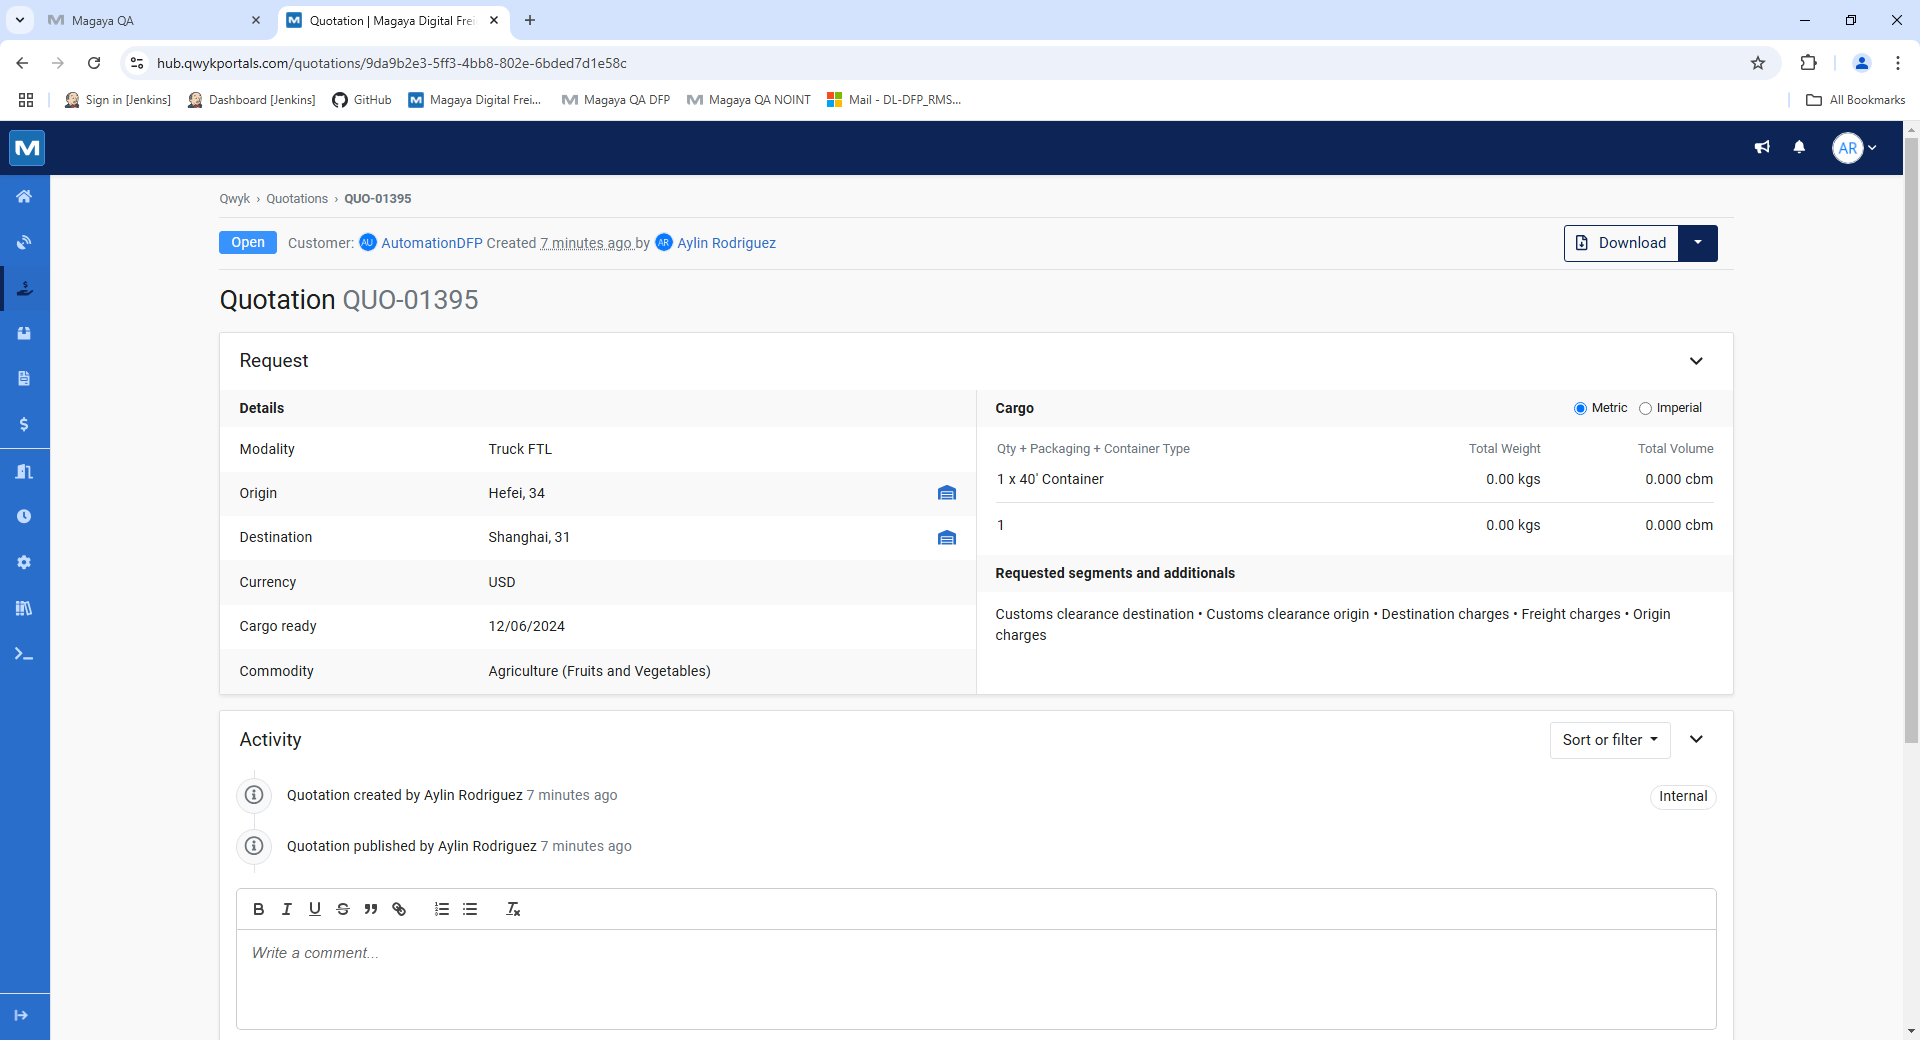 Magaya QA
Quotation | Magaya Digital Frei
hub.qwykportals.com/quotations/9da9b2e3-5ff3-4bb8-802e-6bded7d1e58c
Sign in [Jenkins]
Dashboard [Jenkins]
GitHub
Magaya Digital Frei...
Magaya QA DFP
Magaya QA NOINT
Mail - DL-DFP_RMS...
All Bookmarks
AR
Qwyk › Quotations › QUO-01395
Open Customer: AU AutomationDFP Created 7 minutes ago by AR Aylin Rodriguez
Download
Quotation QUO-01395
Request
Details
Modality Truck FTL
Origin Hefei, 34
Destination Shanghai, 31
Currency USD
Cargo ready 12/06/2024
Commodity Agriculture (Fruits and Vegetables)
Cargo Metric Imperial
Qty + Packaging + Container Type Total Weight Total Volume
1 x 40' Container 0.00 kgs 0.000 cbm
1 0.00 kgs 0.000 cbm
Requested segments and additionals
Customs clearance destination • Customs clearance origin • Destination charges • Freight charges • Origin
charges
Activity
Sort or filter
Quotation created by Aylin Rodriguez 7 minutes ago
Internal
Quotation published by Aylin Rodriguez 7 minutes ago
Write a comment...